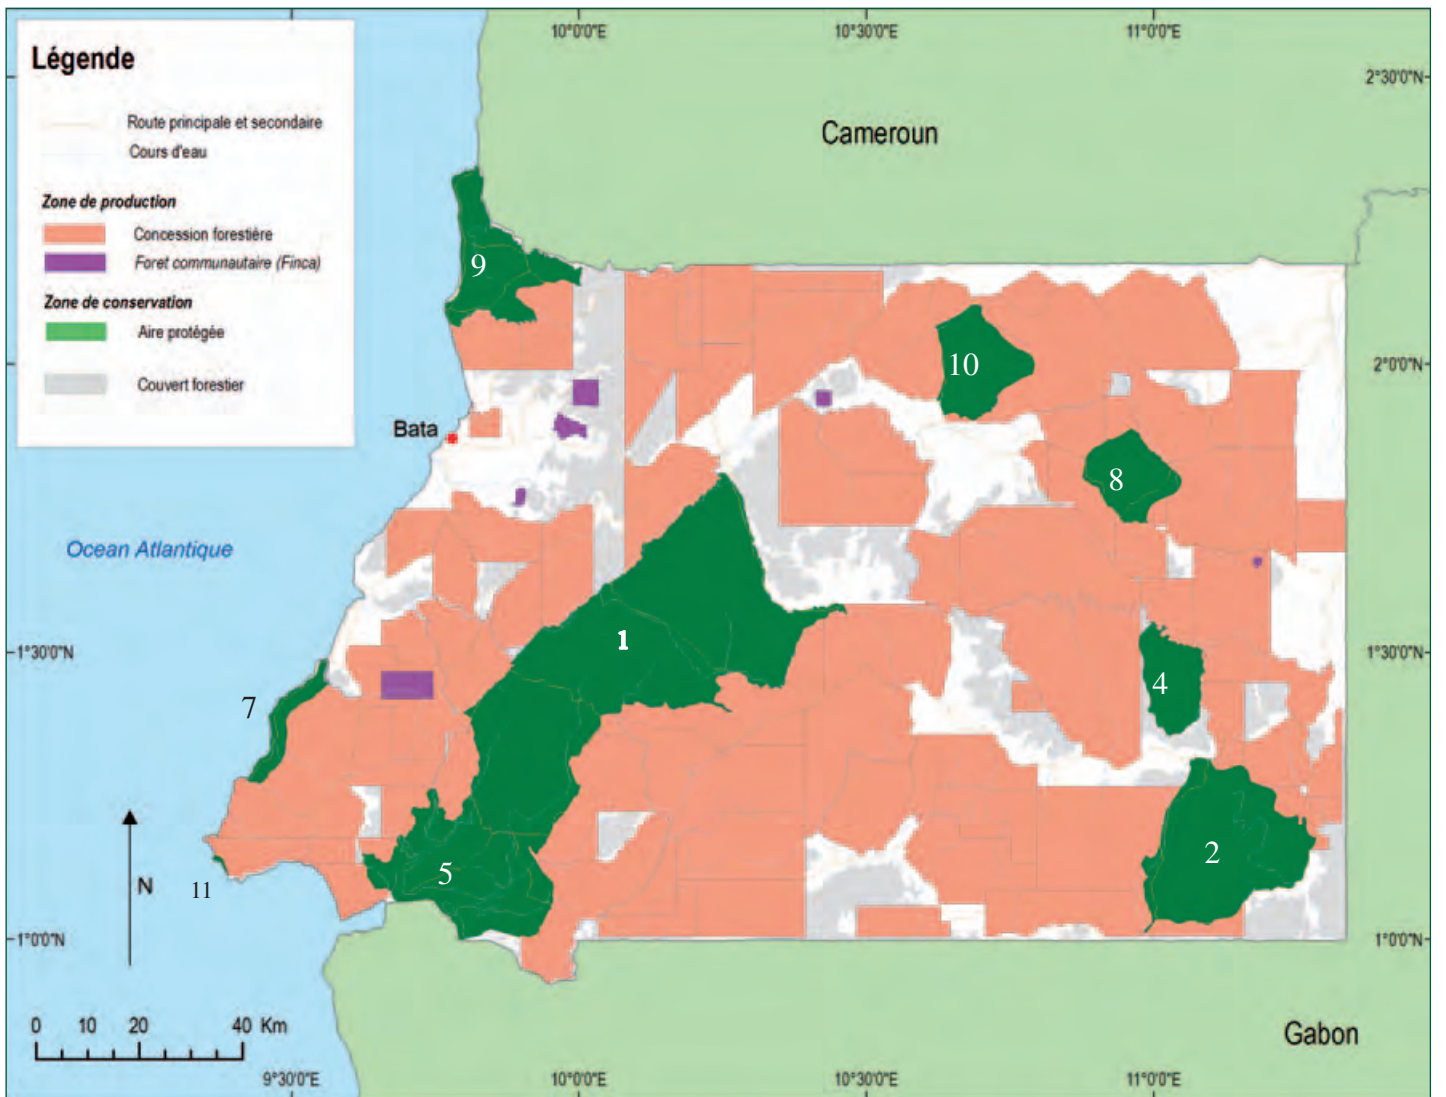 Légende
Route principale et secondaire
Cours d'eau
Zone de production
Concession forestière
Foret communautaire (Finca)
Zone de conservation
Aire protégée
Couvert forestier
10°0'0"E
10°30'0"E
11°0'0"E
2°30'0"N
Cameroun
9
10
2°0'0"N
Bata
8
Ocean Atlantique
1
1°30'0"N
1°30'0"N
4
7
2
5
N
11
1°0'0"N
1°0'0"N
0 10 20 40 Km
Gabon
9°30'0"E
10°0'0"E
10°30'0"E
11°0'0"E